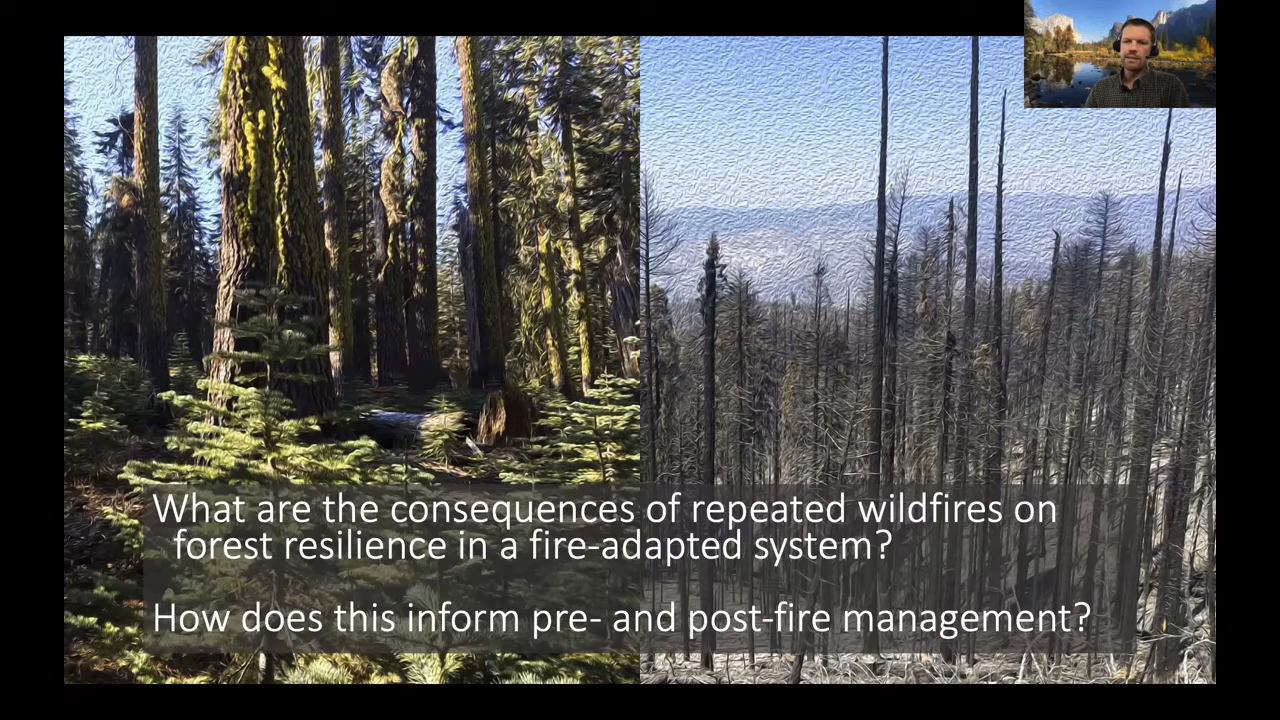 What are the consequences of repeated wildfires on
forest resilience in a fire-adapted system?
How does this inform pre- and post-fire management?